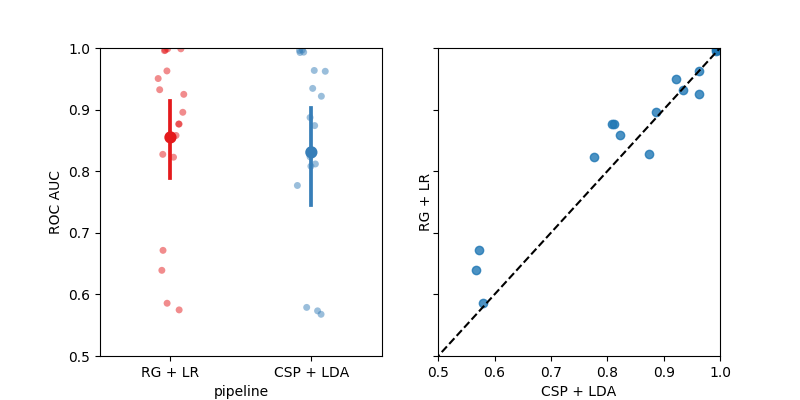 1.0
0.9
0.8
0.7
0.6
0.5
ROC AUC
RG + LR
CSP + LDA
pipeline
RG + LR
0.5
0.6
0.7
0.8
0.9
1.0
CSP + LDA